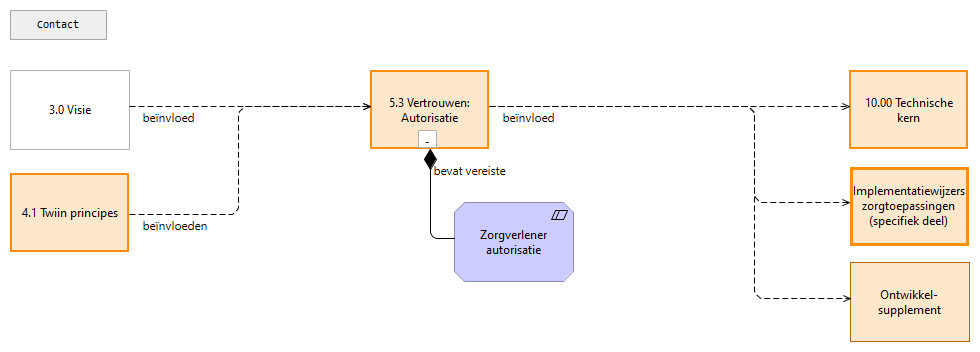 Contact
3.0 Visie
beïnvloed
4.1 Twiin principes
beïnvloeden
5.3 Vertrouwen:
Autorisatie
-
beïnvloed
bevat vereiste
Zorgverlener
autorisatie
10.00 Technische
kern
Implementatiewijzers
zorgtoepassingen
(specifiek deel)
Ontwikkel-
supplement